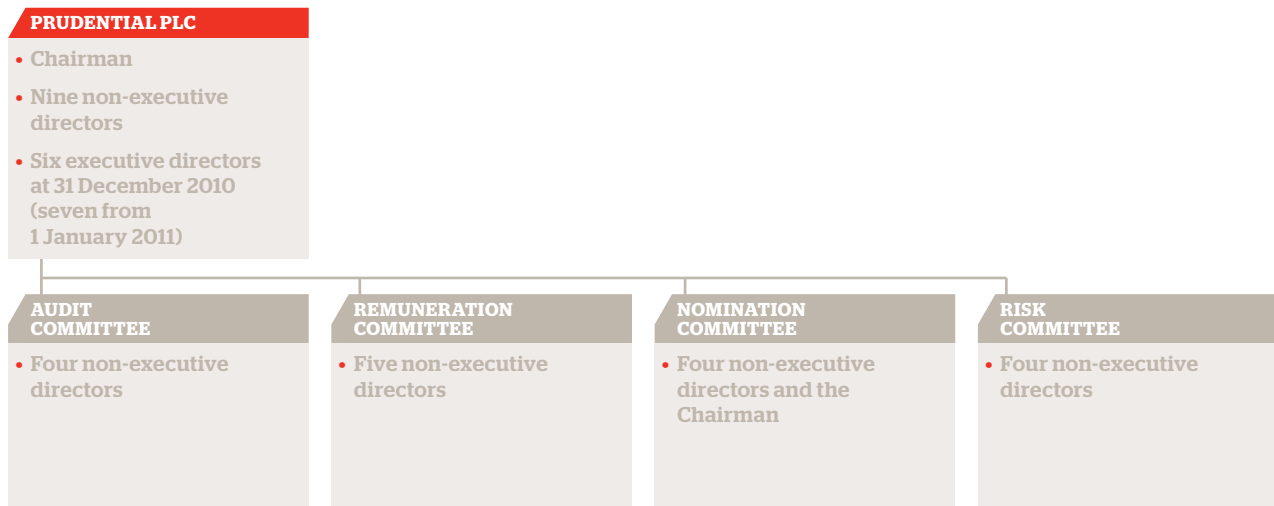 PRUDENTIAL PLC
• Chairman
• Nine non-executive
directors
• Six executive directors
at 31 December 2010
(seven from
1 January 2011)
AUDIT
COMMITTEE
• Four non-executive
directors
REMUNERATION
COMMITTEE
• Five non-executive
directors
NOMINATION
COMMITTEE
• Four non-executive
directors and the
Chairman
RISK
COMMITTEE
• Four non-executive
directors